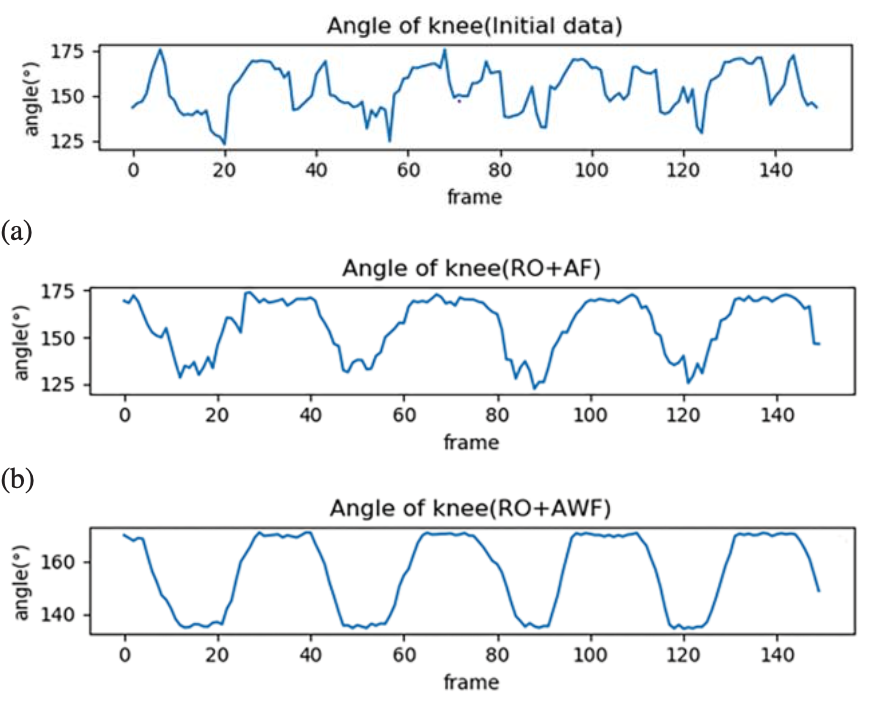 Angle of knee(Initial data)
175
150
125
angle(°)
0 20 40 60 80 100 120 140
frame
(a)
Angle of knee(RO+AF)
175
150
125
angle(°)
0 20 40 60 80 100 120 140
frame
(b)
Angle of knee(RO+AWF)
160
140
angle(°)
0 20 40 60 80 100 120 140
frame